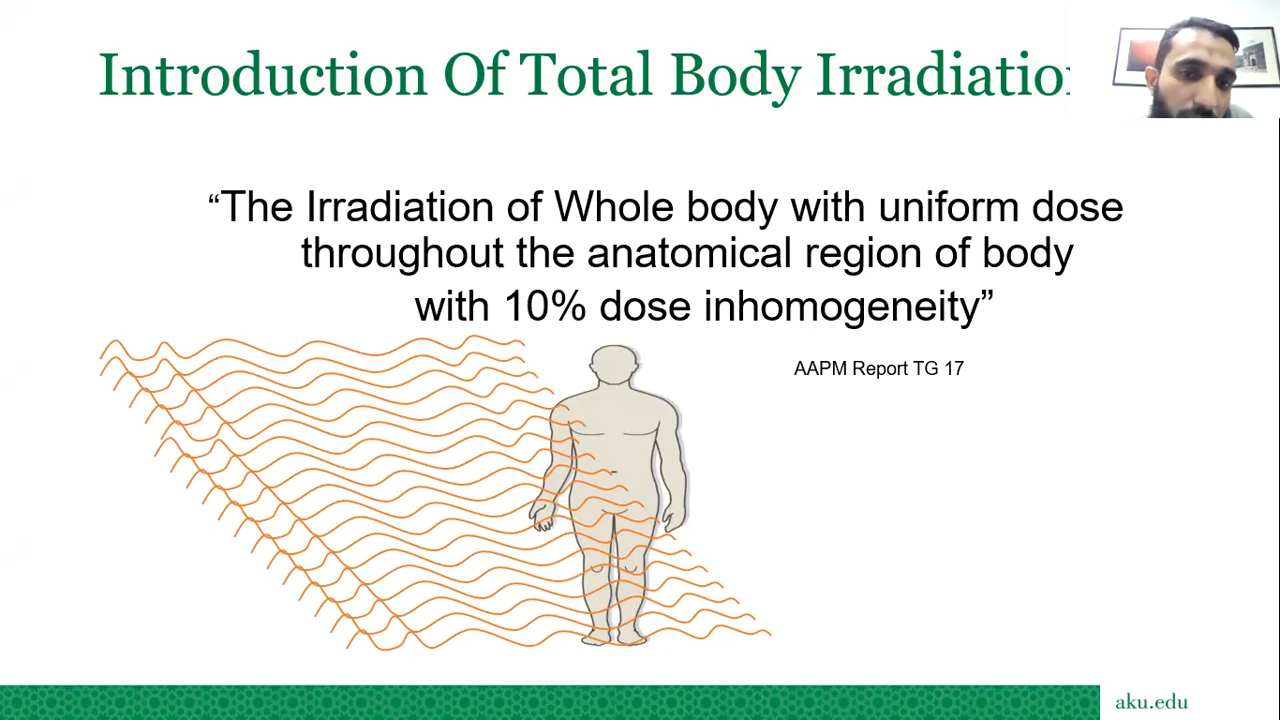 Introduction Of Total Body Irradiation
“The Irradiation of Whole body with uniform dose
throughout the anatomical region of body
with 10% dose inhomogeneity”
AAPM Report TG 17
aku.edu